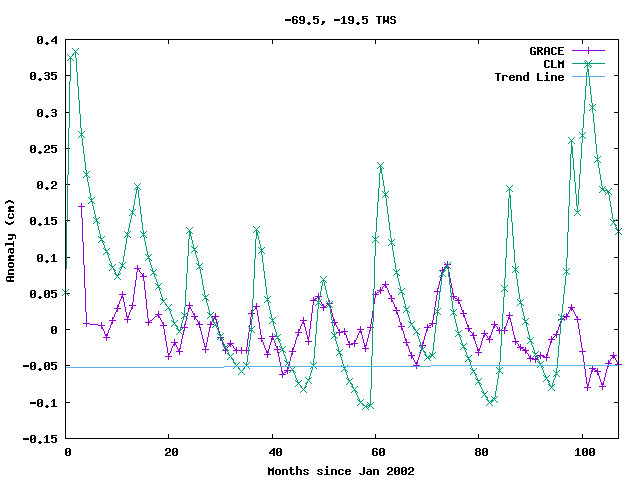 -69.5, -19.5 TWS
GRACE
CLM
Trend Line
0.4
0.35
0.3
0.25
0.2
0.15
0.1
0.05
0
-0.05
-0.1
-0.15
Anomaly (cm)
0 20 40 60 80 100
Months since Jan 2002